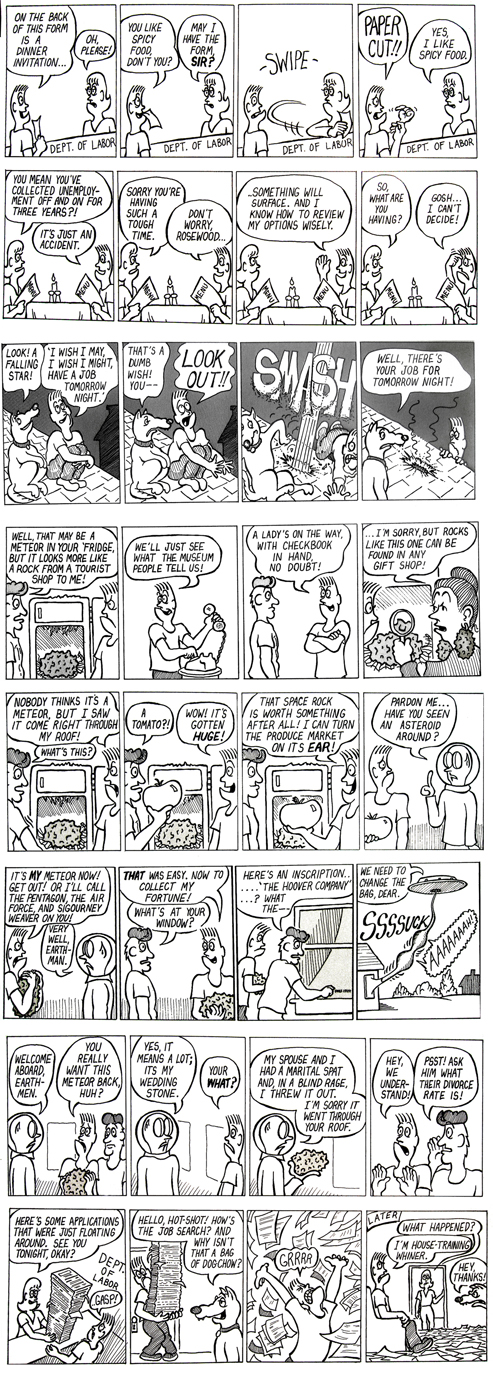 ON THE BACK
OF THIS FORM
IS A
DINNER
INVITATION...
OH,
PLEASE!
DEPT. OF LABOR
YOU LIKE
SPICY
FOOD,
DON'T YOU?
MAY I
HAVE THE
FORM,
SIR?
DEPT. OF LABOR
-SWIPE-
DEPT. OF LABOR
PAPER
CUT!!
YES,
I LIKE
SPICY FOOD.
DEPT. OF LABOR
YOU MEAN YOU'VE
COLLECTED UNEMPLOY-
MENT OFF AND ON FOR
THREE YEARS?!
IT'S JUST AN
ACCIDENT.
MENU
MENU
SORRY YOU'RE
HAVING
SUCH A
TOUGH
TIME.
DON'T
WORRY,
ROSEWOOD...
MENU
MENU
...SOMETHING WILL
SURFACE. AND I
KNOW HOW TO REVIEW
MY OPTIONS WISELY.
MENU
MENU
SO,
WHAT ARE
YOU
HAVING?
GOSH...
I CAN'T
DECIDE!
MENU
MENU
LOOK! A
FALLING
STAR!
'I WISH I MAY,
I WISH I MIGHT,
HAVE A JOB
TOMORROW
NIGHT.'
THAT'S A
DUMB
WISH!
YOU--
LOOK
OUT!!
SMASH
WELL, THERE'S
YOUR JOB FOR
TOMORROW NIGHT!
WELL, THAT MAY BE A
METEOR IN YOUR 'FRIDGE,
BUT IT LOOKS MORE LIKE
A ROCK FROM A TOURIST
SHOP TO ME!
WE'LL JUST SEE
WHAT THE MUSEUM
PEOPLE TELL US!
A LADY'S ON THE WAY,
WITH CHECKBOOK
IN HAND,
NO DOUBT!
...I'M SORRY, BUT ROCKS
LIKE THIS ONE CAN BE
FOUND IN ANY
GIFT SHOP!
NOBODY THINKS IT'S A
METEOR, BUT I SAW
IT COME RIGHT THROUGH
MY ROOF!
WHAT'S THIS?
A
TOMATO?!
WOW! IT'S
GOTTEN
HUGE!
THAT SPACE ROCK
IS WORTH SOMETHING
AFTER ALL! I CAN TURN
THE PRODUCE MARKET
ON ITS EAR!
PARDON ME...
HAVE YOU SEEN
AN ASTEROID
AROUND?
IT'S MY METEOR NOW!
GET OUT! OR I'LL CALL
THE PENTAGON, THE AIR
FORCE, AND SIGOURNEY
WEAVER ON YOU!
VERY
WELL,
EARTH-
MAN.
THAT WAS EASY. NOW TO
COLLECT MY
FORTUNE!
WHAT'S AT YOUR
WINDOW?
HERE'S AN INSCRIPTION..
....'THE HOOVER COMPANY'
...? WHAT
THE--
WE NEED TO
CHANGE THE
BAG, DEAR.
SSSSUCK
AAAAAAAH!
WELCOME
ABOARD,
EARTH-
MEN.
YOU
REALLY
WANT THIS
METEOR BACK,
HUH?
YES, IT
MEANS A LOT;
ITS MY
WEDDING
STONE.
YOUR
WHAT?
MY SPOUSE AND I
HAD A MARITAL SPAT
AND, IN A BLIND RAGE,
I THREW IT OUT.
I'M SORRY IT
WENT THROUGH
YOUR ROOF.
HEY,
WE
UNDER-
STAND!
PSST! ASK
HIM WHAT
THEIR DIVORCE
RATE IS!
HERE'S SOME APPLICATIONS
THAT WERE JUST FLOATING
AROUND. SEE YOU
TONIGHT, OKAY?
DEPT.
OF
LABOR
GASP!
HELLO, HOT-SHOT! HOW'S
THE JOB SEARCH? AND
WHY ISN'T
THAT A BAG
OF DOG-CHOW?
GRRRR
LATER
WHAT HAPPENED?
I'M HOUSE-TRAINING
WHINER.
HEY,
THANKS!